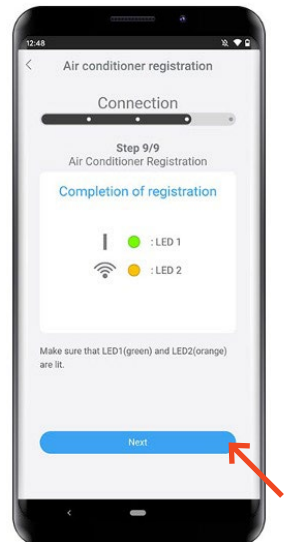 12:48
Air conditioner registration
Connection
Step 9/9
Air Conditioner Registration
Completion of registration
: LED 1
: LED 2
Make sure that LED1(green) and LED2(orange)
are lit.
Next